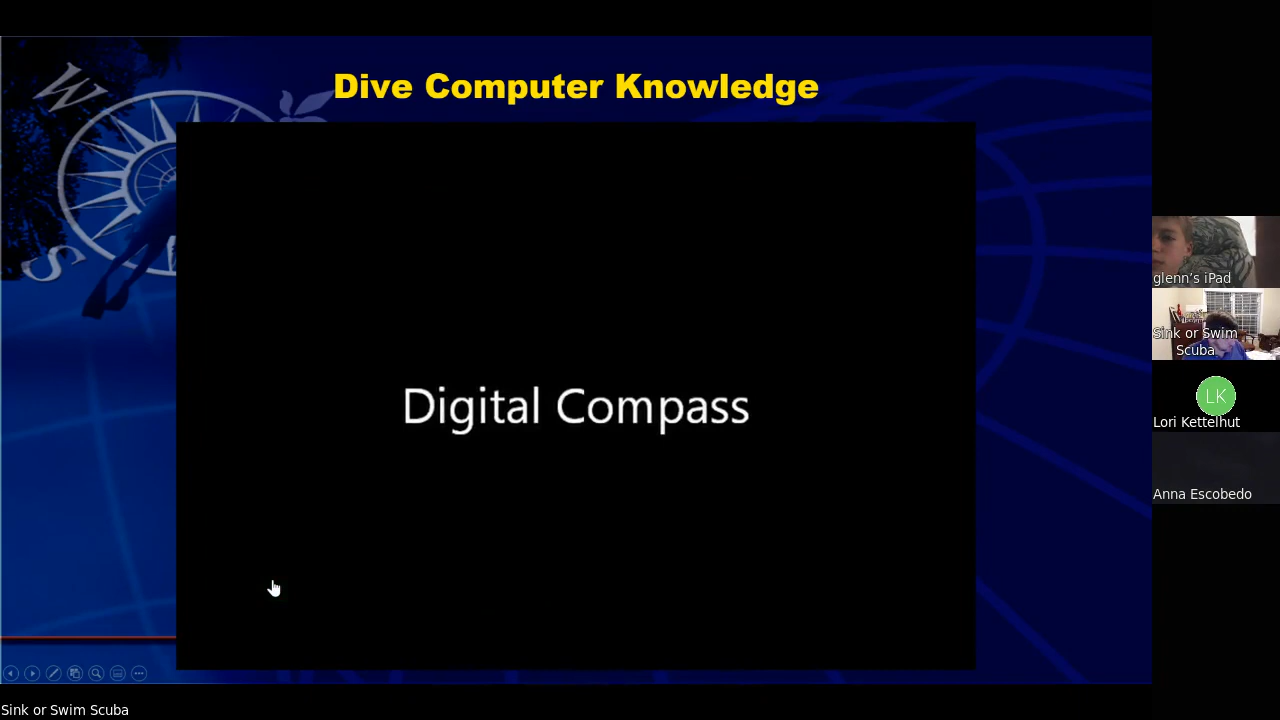 Dive Computer Knowledge
W
S
Digital Compass
glenn's iPad
Sink or Swim
Scuba
LK
Lori Kettelhut
Anna Escobedo
Sink or Swim Scuba